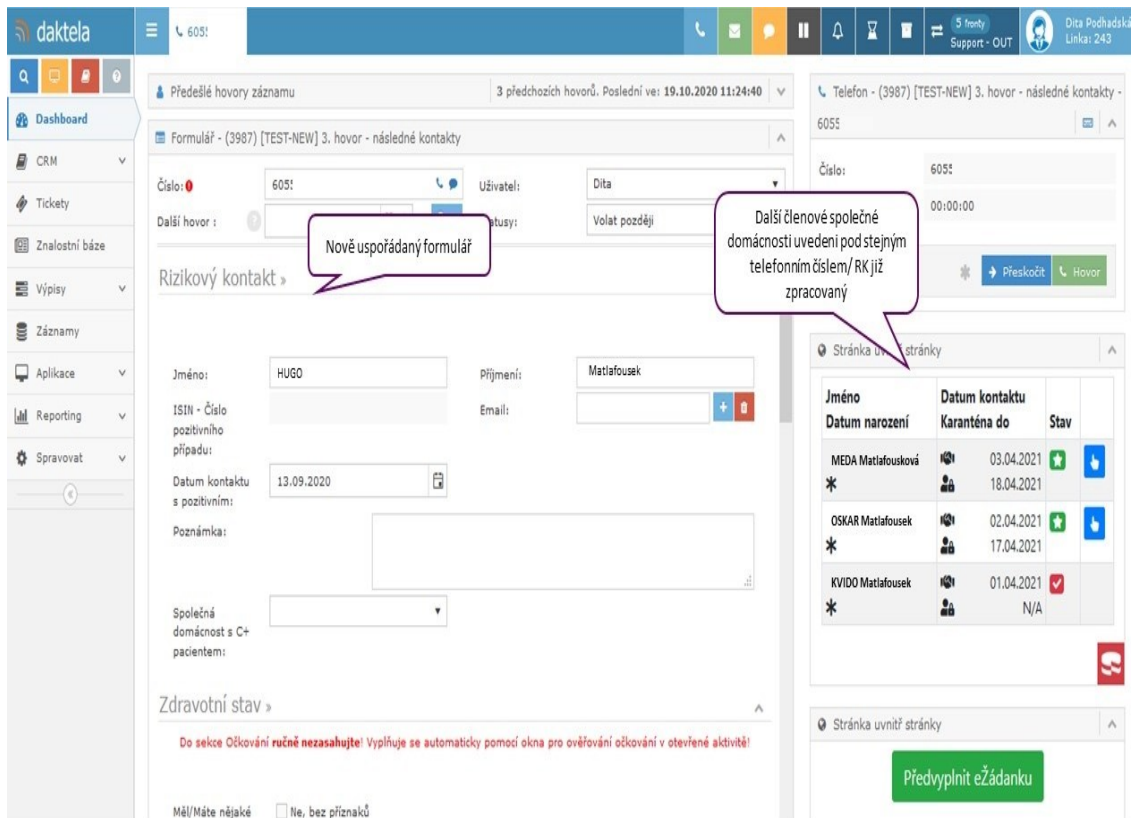 daktela
6055
5 fronty
Support - OUT
Dita Podhadská
Linka: 243
Dashboard
CRM
Tickety
Znalostní báze
Výpisy
Záznamy
Aplikace
Reporting
Spravovat
Předešlé hovory záznamu
3 předchozích hovorů. Poslední ve: 19.10.2020 11:24:40
Formulář - (3987) [TEST-NEW] 3. hovor - následné kontakty
Číslo:
6055
Uživatel:
Dita
Další hovor :
atusy:
Volat později
Nově uspořádaný formulář
Rizikový kontakt »
Jméno:
HUGO
Příjmení:
Matlafousek
ISIN - Číslo
pozitivního
případu:
Email:
Datum kontaktu
s pozitivním:
13.09.2020
Poznámka:
Společná
domácnost s C+
pacientem:
Zdravotní stav »
Do sekce Očkování ručně nezasahujte! Vyplňuje se automaticky pomocí okna pro ověřování očkování v otevřené aktivitě!
Měl/Máte nějaké
Ne, bez příznaků
Telefon - (3987) [TEST-NEW] 3. hovor - následné kontakty -
6055
Číslo:
6055
00:00:00
Další členové společné
domácnosti uvedeni pod stejným
telefonním číslem/ RK již
zpracovaný
Přeskočit
Hovor
Stránka uvnitř stránky
Jméno
Datum narození
Datum kontaktu
Karanténa do
Stav
MEDA Matlafousková
03.04.2021
18.04.2021
OSKAR Matlafousek
02.04.2021
17.04.2021
KVIDO Matlafousek
01.04.2021
N/A
Stránka uvnitř stránky
Předvyplnit eŽádanku